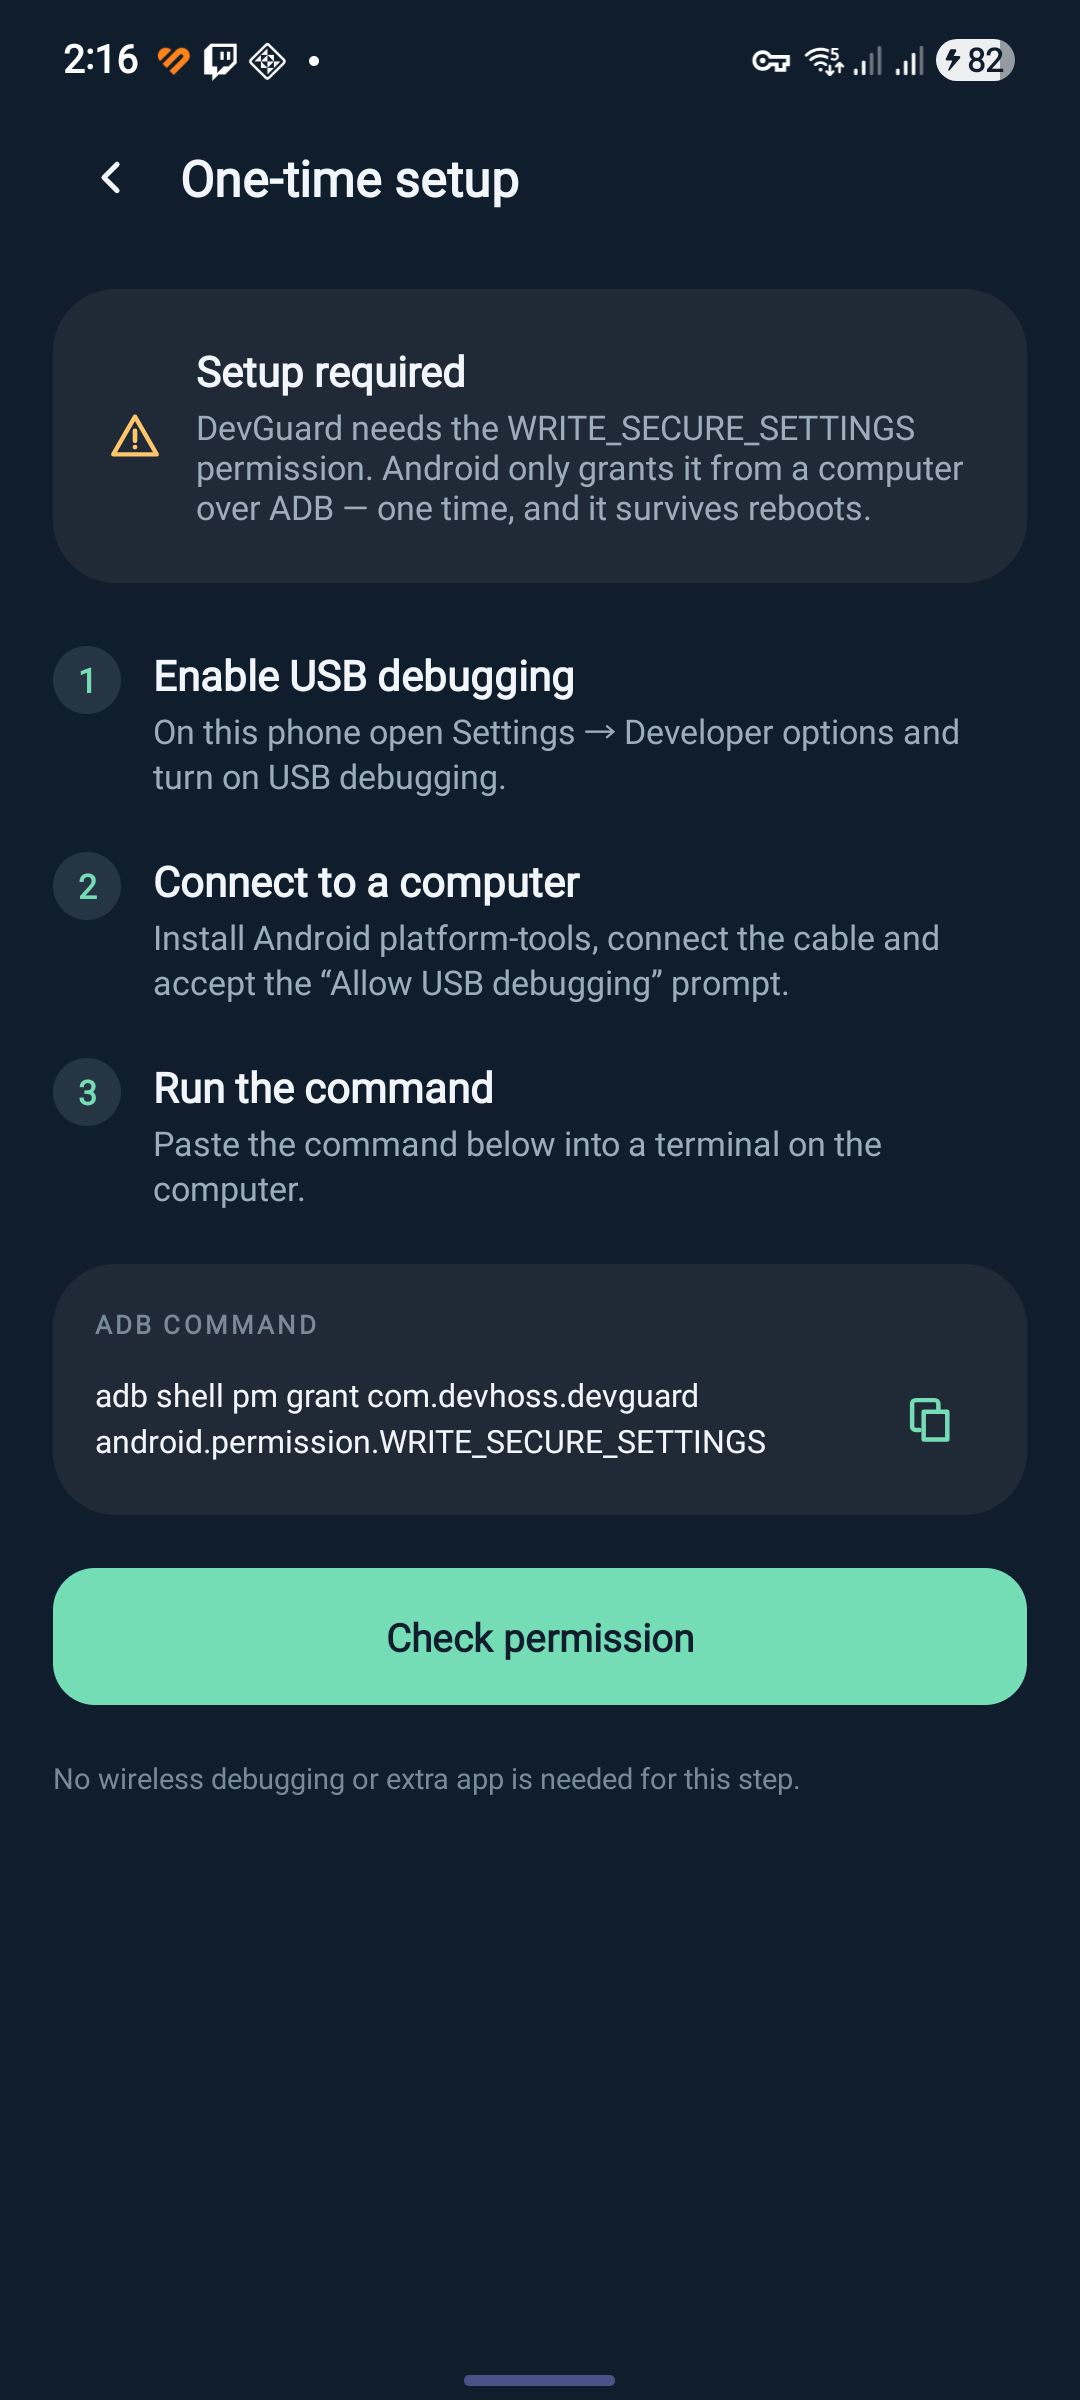 2:16
5
82
One-time setup
Setup required
DevGuard needs the WRITE_SECURE_SETTINGS
permission. Android only grants it from a computer
over ADB — one time, and it survives reboots.
1
Enable USB debugging
On this phone open Settings → Developer options and
turn on USB debugging.
2
Connect to a computer
Install Android platform-tools, connect the cable and
accept the “Allow USB debugging” prompt.
3
Run the command
Paste the command below into a terminal on the
computer.
ADB COMMAND
adb shell pm grant com.devhoss.devguard
android.permission.WRITE_SECURE_SETTINGS
Check permission
No wireless debugging or extra app is needed for this step.